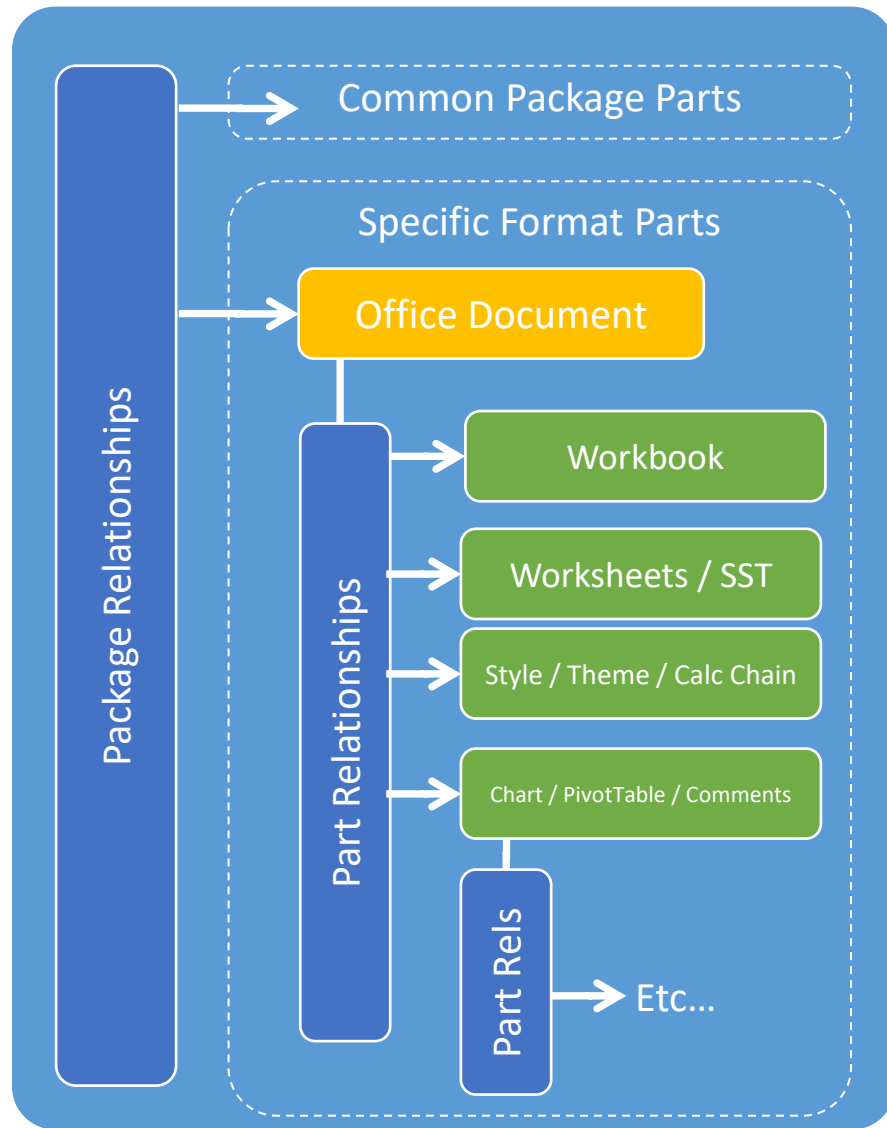 Package Relationships
Common Package Parts
Specific Format Parts
Office Document
Part Relationships
Workbook
Worksheets / SST
Style / Theme / Calc Chain
Chart / PivotTable / Comments
Part Rels
Etc...